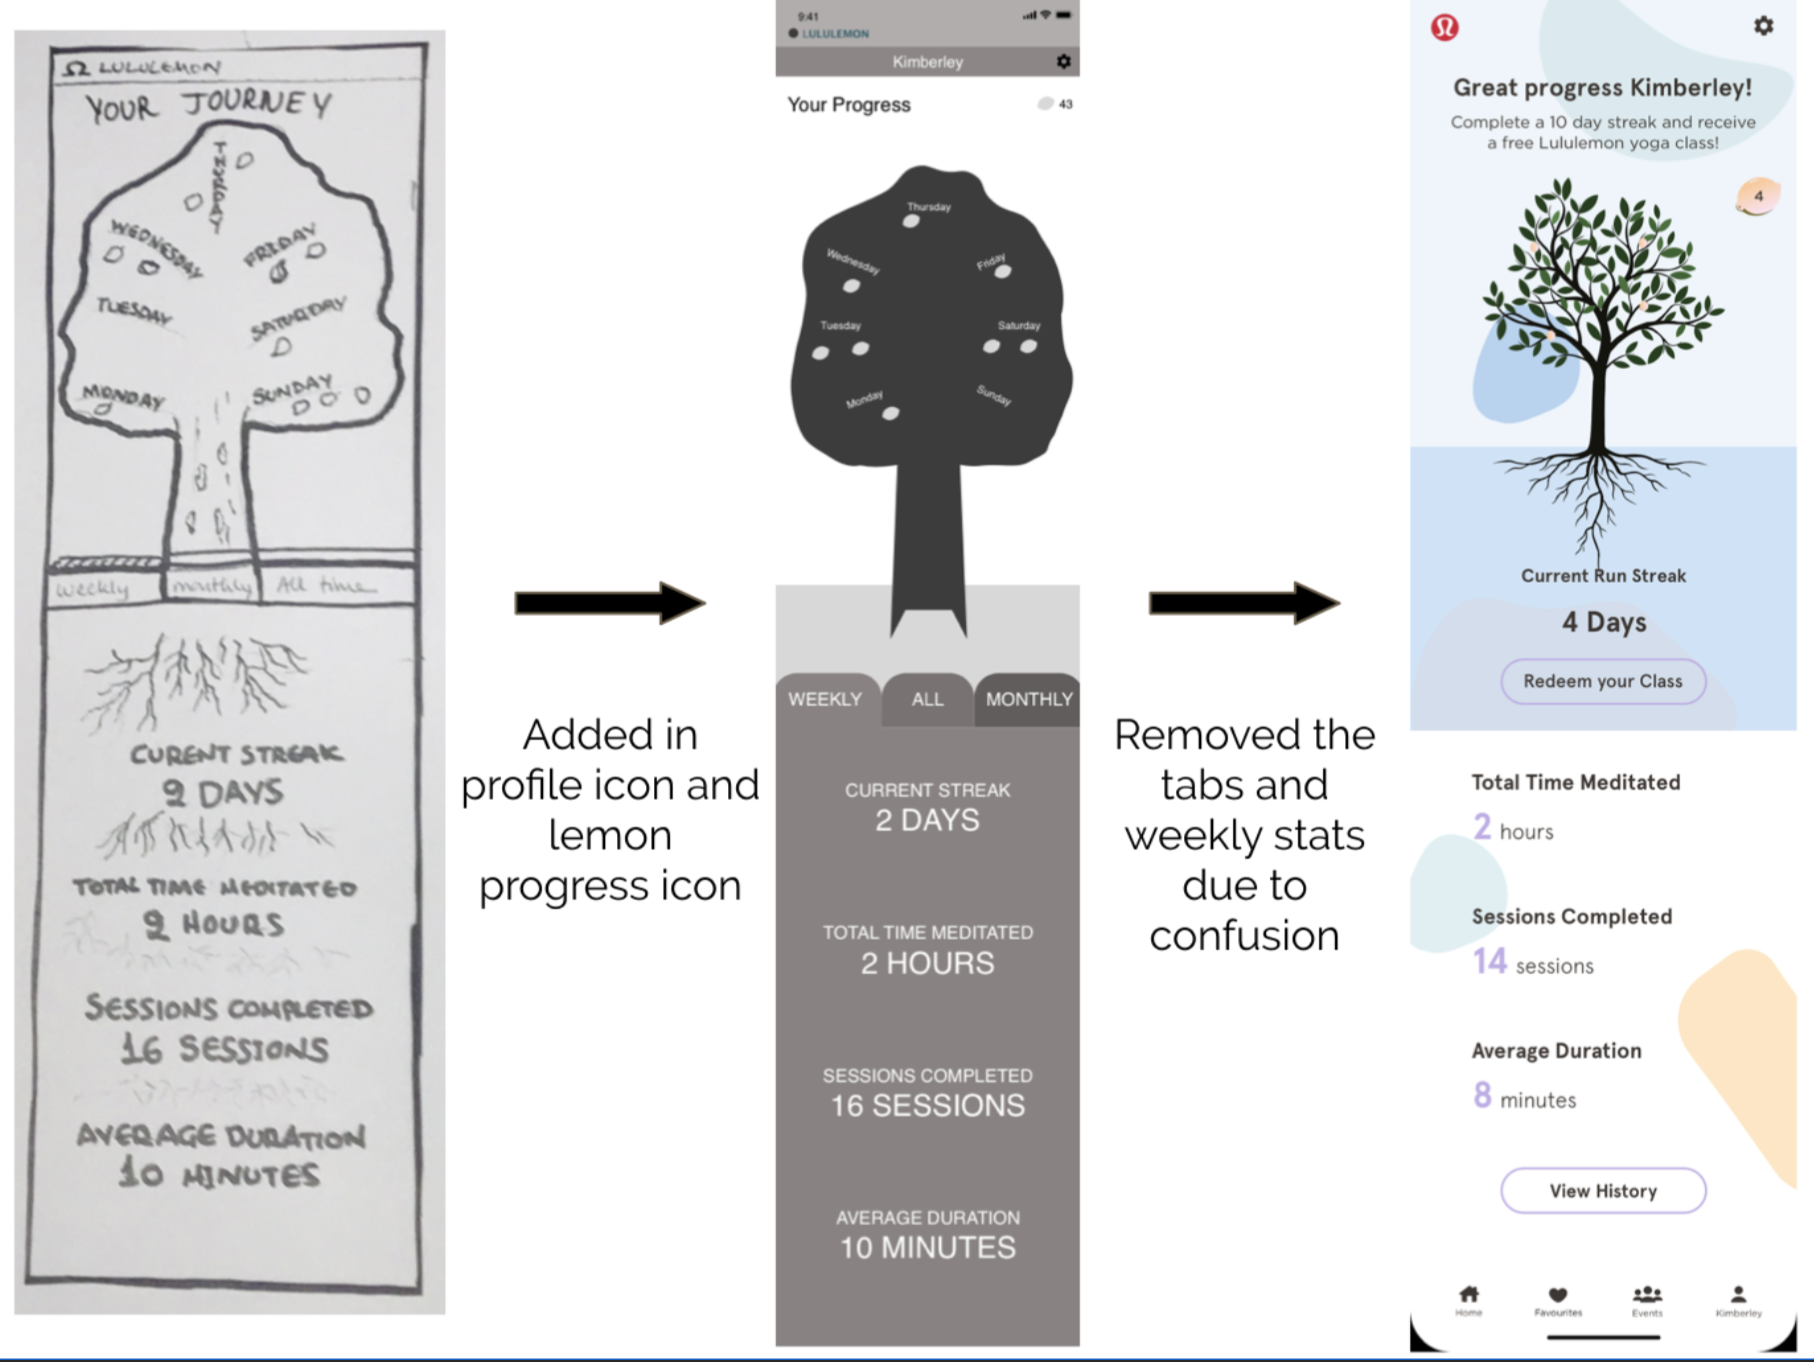 Ω LULULEMON
YOUR JOURNEY
THURSDAY
WEDNESDAY
FRIDAY
TUESDAY
SATURDAY
MONDAY
SUNDAY
weekly
monthly
All time
CURENT STREAK
2 DAYS
TOTAL TIME MEDITATED
2 HOURS
SESSIONS COMPLETED
16 SESSIONS
AVERAGE DURATION
10 MINUTES
Added in
profile icon and
lemon
progress icon
9:41
LULULEMON
Kimberley
Your Progress
43
Thursday
Wednesday
Friday
Tuesday
Saturday
Monday
Sunday
WEEKLY
ALL
MONTHLY
CURRENT STREAK
2 DAYS
TOTAL TIME MEDITATED
2 HOURS
SESSIONS COMPLETED
16 SESSIONS
AVERAGE DURATION
10 MINUTES
Removed the
tabs and
weekly stats
due to
confusion
Great progress Kimberley!
Complete a 10 day streak and receive
a free Lululemon yoga class!
4
Current Run Streak
4 Days
Redeem your Class
Total Time Meditated
2 hours
Sessions Completed
14 sessions
Average Duration
8 minutes
View History
Home
Favourites
Events
Kimberley